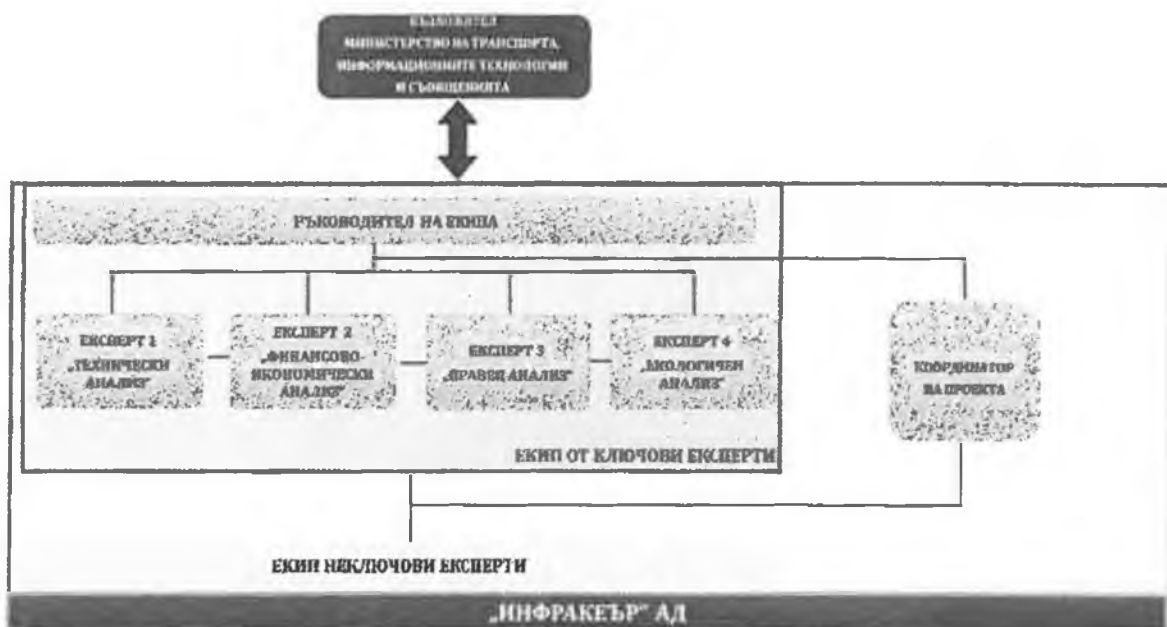 ВЪЗЛОЖИТЕЛ
МИНИСТЕРСТВО НА ТРАНСПОРТА,
ИНФОРМАЦИОННИТЕ ТЕХНОЛОГИИ
И СЪОБЩЕНИЯТА
РЪКОВОДИТЕЛ НА ЕКИПА
ЕКСПЕРТ 1
„ТЕХНИЧЕСКИ
АНАЛИЗ"
ЕКСПЕРТ 2
„ФИНАНСОВО-
ИКОНОМИЧЕСКИ
АНАЛИЗ"
ЕКСПЕРТ 3
„ПРАВЕН АНАЛИЗ"
ЕКСПЕРТ 4
„ЕКОЛОГИЧЕН
АНАЛИЗ"
КООРДИНАТОР
НА ПРОЕКТА
ЕКИП ОТ КЛЮЧОВИ ЕКСПЕРТИ
ЕКИП НЕКЛЮЧОВИ ЕКСПЕРТИ
„ИНФРАКЕЪР" АД